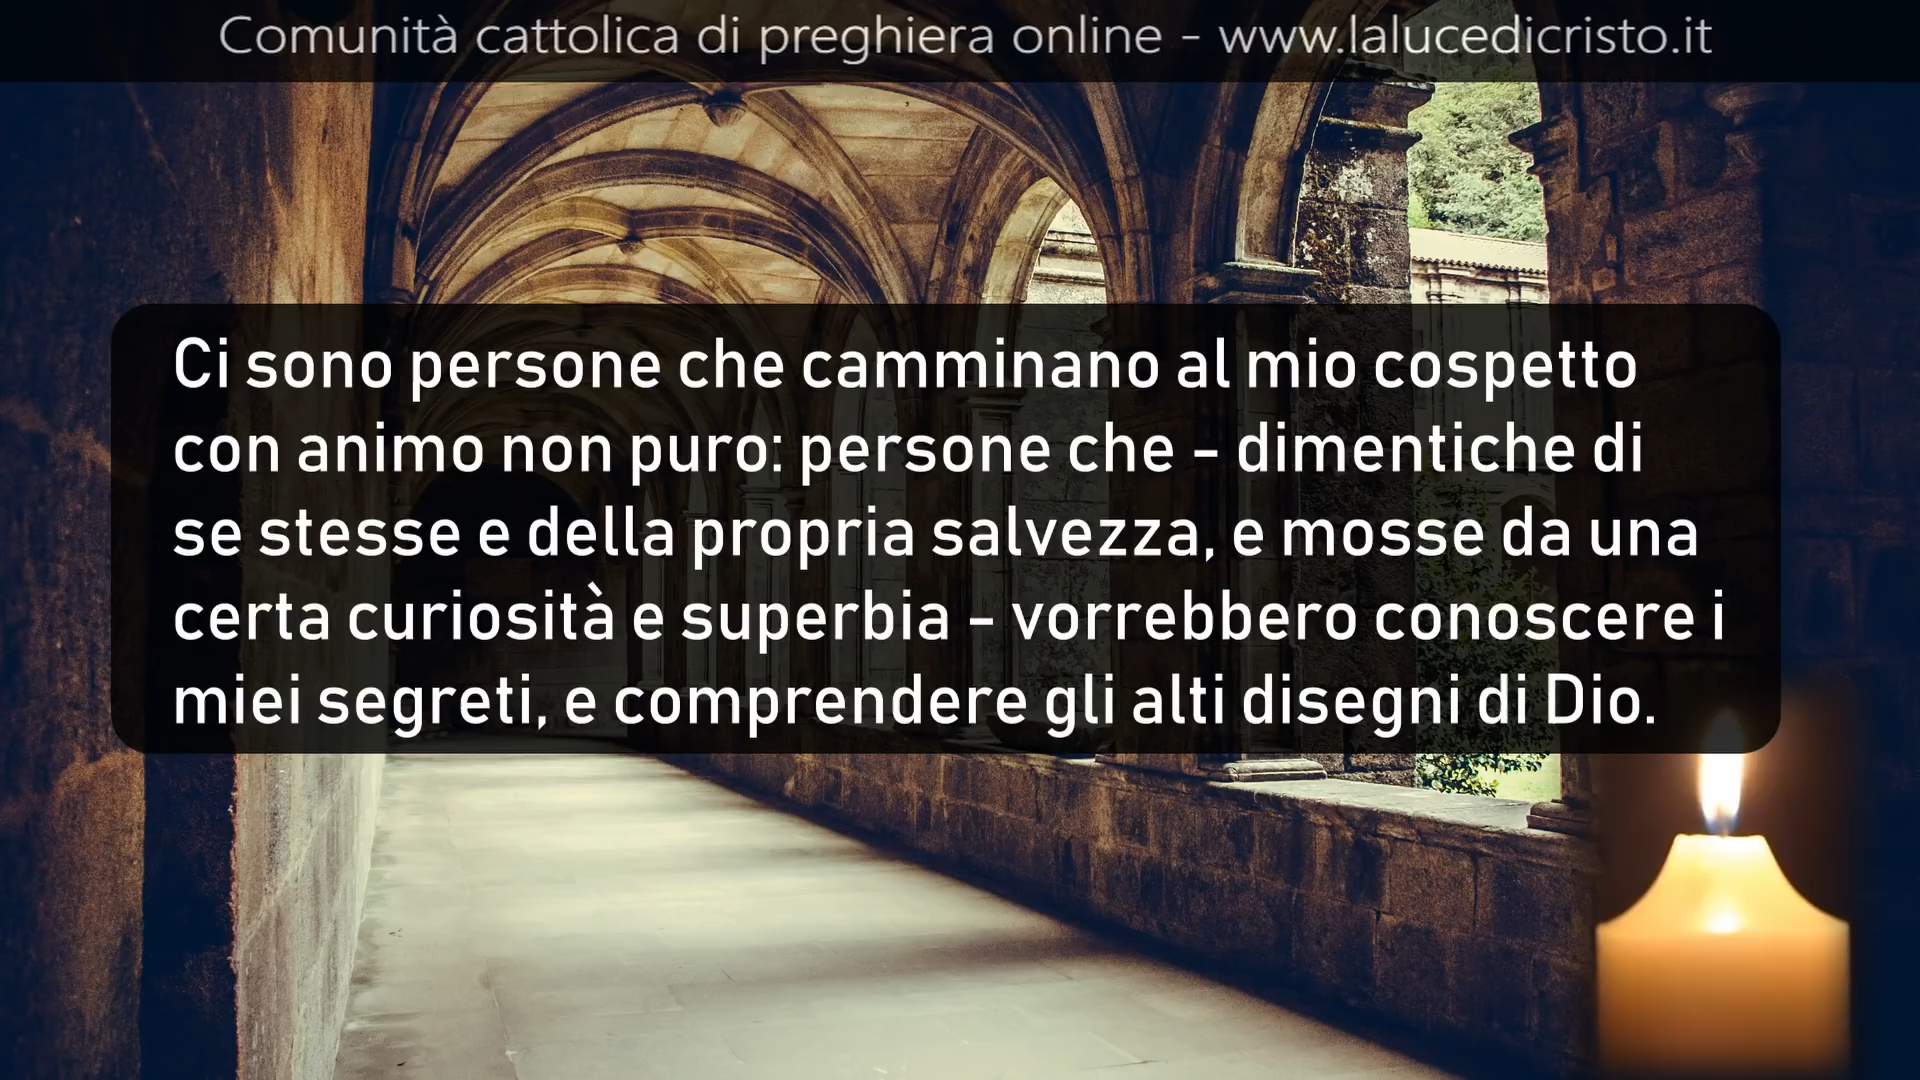 Comunità cattolica di preghiera online - www.lalucedicristo.it
Ci sono persone che camminano al mio cospetto
con animo non puro: persone che - dimentiche di
se stesse e della propria salvezza, e mosse da una
certa curiosità e superbia - vorrebbero conoscere i
miei segreti, e comprendere gli alti disegni di Dio.